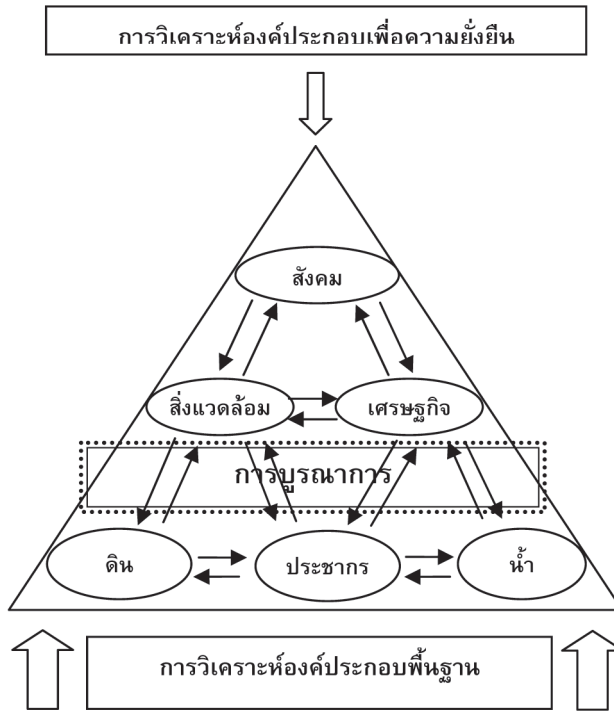 การวิเคราะห์องค์ประกอบเพื่อความยั่งยืน
สังคม
สิ่งแวดล้อม
เศรษฐกิจ
การบูรณาการ
ดิน
ประชากร
น้ำ
การวิเคราะห์องค์ประกอบพื้นฐาน